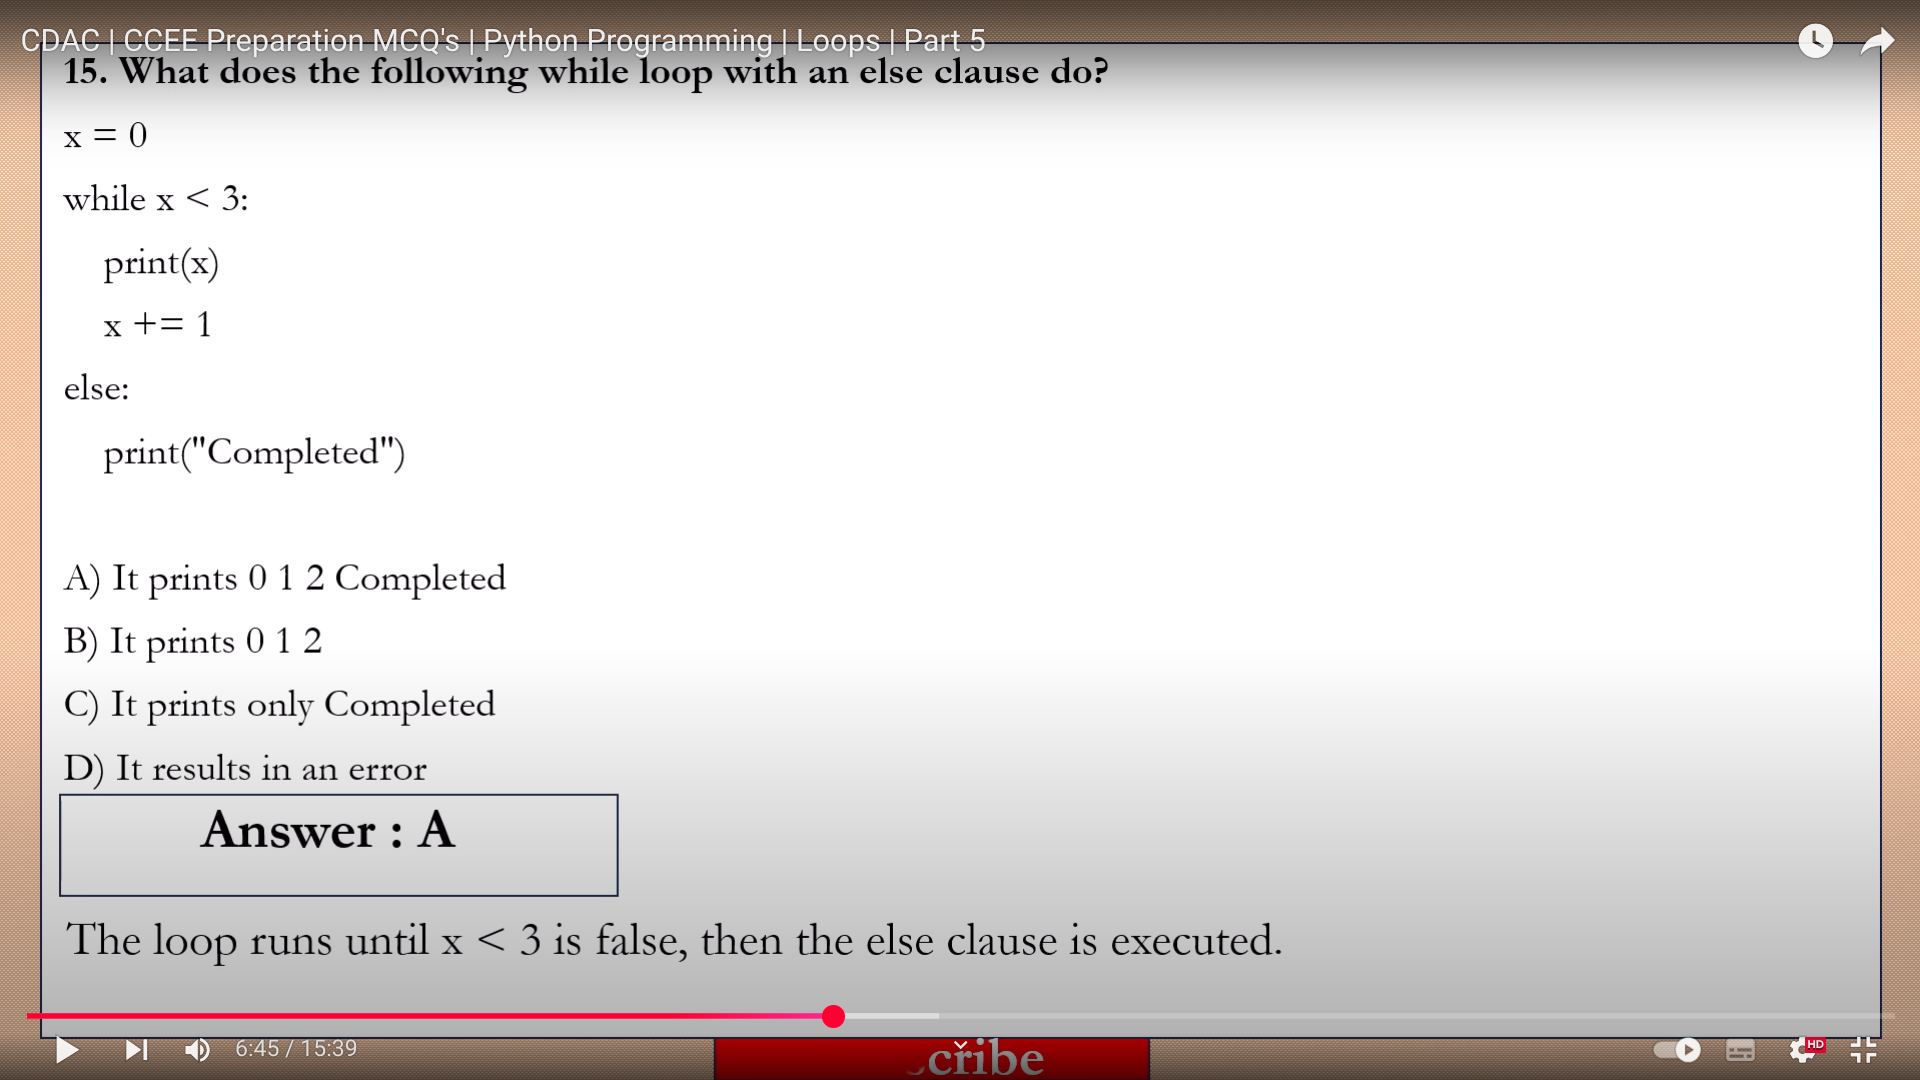 CDAC | CCEE Preparation MCQ's | Python Programming | Loops | Part 5
15. What does the following while loop with an else clause do?
x = 0
while x < 3:
print(x)
x += 1
else:
print("Completed")
A) It prints 0 1 2 Completed
B) It prints 0 1 2
C) It prints only Completed
D) It results in an error
Answer : A
The loop runs until x < 3 is false, then the else clause is executed.
6:45 / 15:39
HD